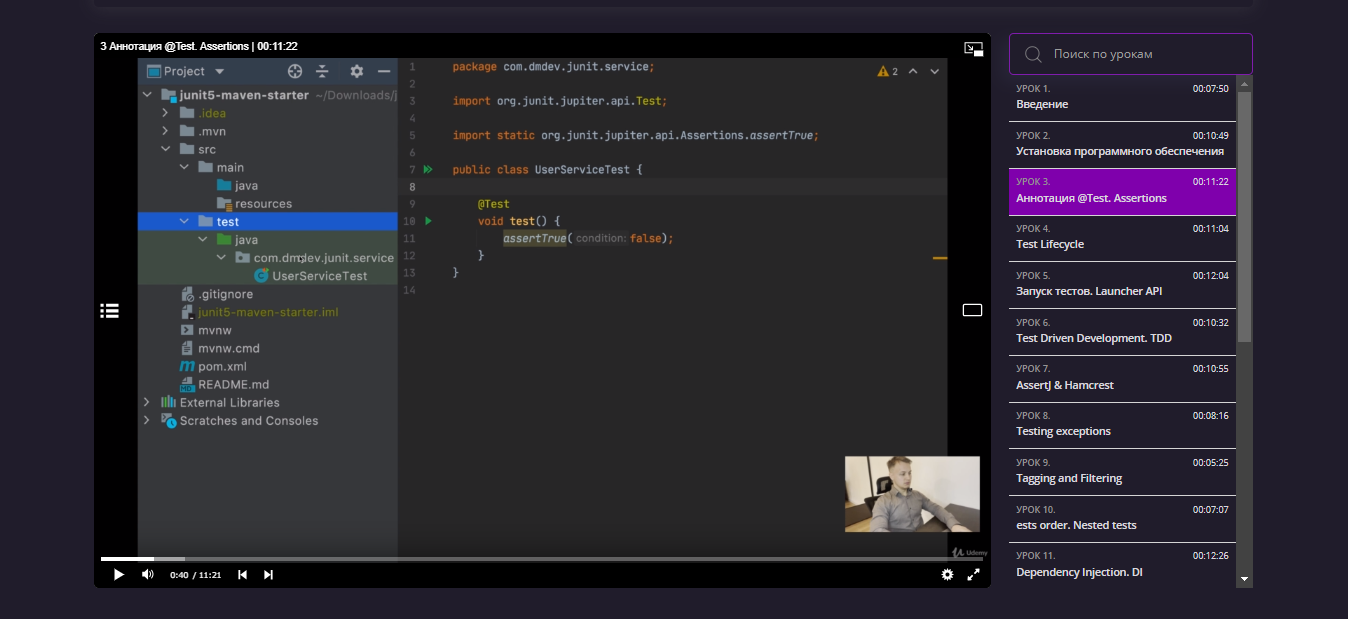 3 Аннотация @Test. Assertions | 00:11:22
Project
junit5-maven-starter ~/Downloads/j
.idea
.mvn
src
main
java
resources
test
java
com.dmdev.junit.service
UserServiceTest
.gitignore
junit5-maven-starter.iml
mvnw
mvnw.cmd
pom.xml
README.md
External Libraries
Scratches and Consoles
1 package com.dmdev.junit.service;
2
3 import org.junit.jupiter.api.Test;
4
5 import static org.junit.jupiter.api.Assertions.assertTrue;
6
7 public class UserServiceTest {
8
9 @Test
10 void test() {
11 assertTrue( condition: false);
12 }
13 }
14
2
Udemy
0:40 / 11:21
Поиск по урокам
УРОК 1. 00:07:50
Введение
УРОК 2. 00:10:49
Установка программного обеспечения
УРОК 3. 00:11:22
Аннотация @Test. Assertions
УРОК 4. 00:11:04
Test Lifecycle
УРОК 5. 00:12:04
Запуск тестов. Launcher API
УРОК 6. 00:10:32
Test Driven Development. TDD
УРОК 7. 00:10:55
AssertJ & Hamcrest
УРОК 8. 00:08:16
Testing exceptions
УРОК 9. 00:05:25
Tagging and Filtering
УРОК 10. 00:07:07
ests order. Nested tests
УРОК 11. 00:12:26
Dependency Injection. DI